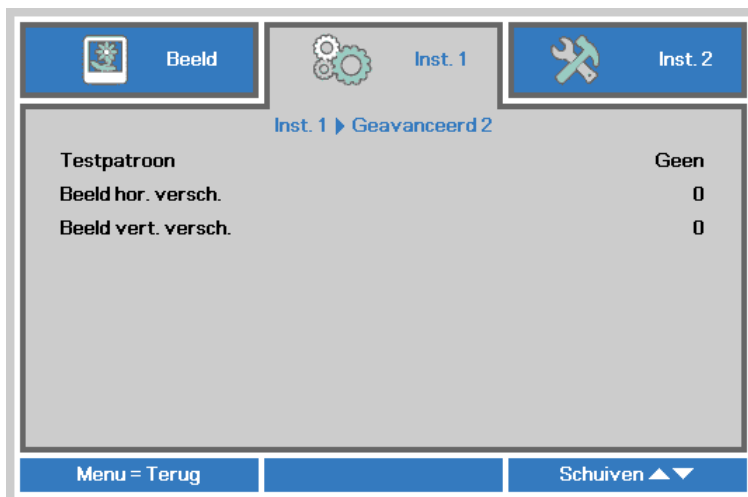 Beeld
Inst. 1
Inst. 2
Inst. 1 ▶ Geavanceerd 2
Testpatroon Geen
Beeld hor. versch. 0
Beeld vert. versch. 0
Menu = Terug
Schuiven ▲▼